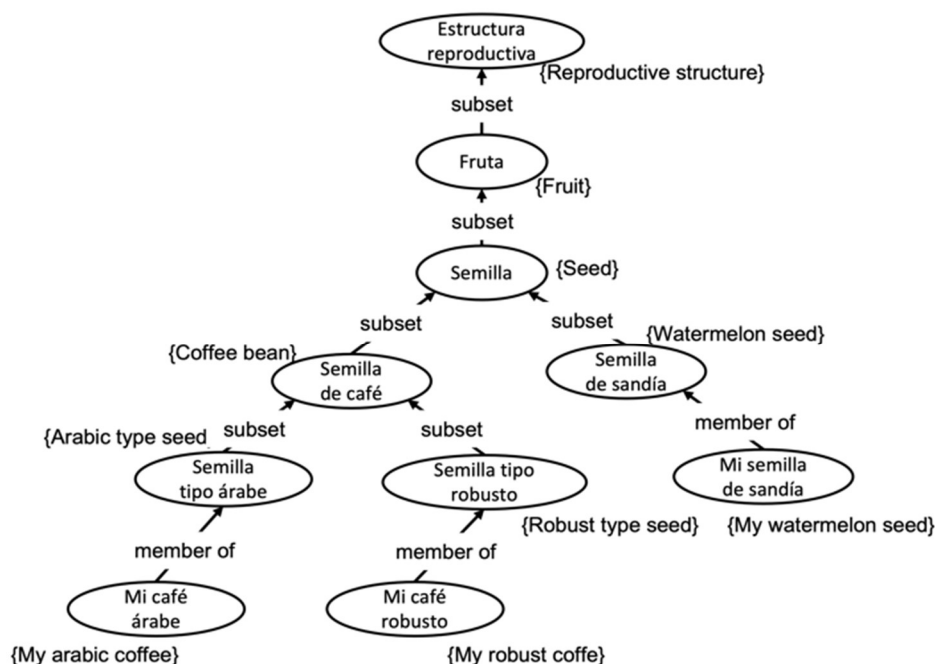 Estructura
reproductiva
{Reproductive structure}
subset
Fruta
{Fruit}
subset
Semilla
{Seed}
subset
subset
{Watermelon seed}
{Coffee bean}
Semilla
de café
Semilla
de sandía
{Arabic type seed
subset
subset
member of
Semilla
tipo árabe
Semilla tipo
robusto
Mi semilla
de sandía
{Robust type seed}
{My watermelon seed}
member of
member of
Mi café
árabe
Mi café
robusto
{My arabic coffee}
{My robust coffe}